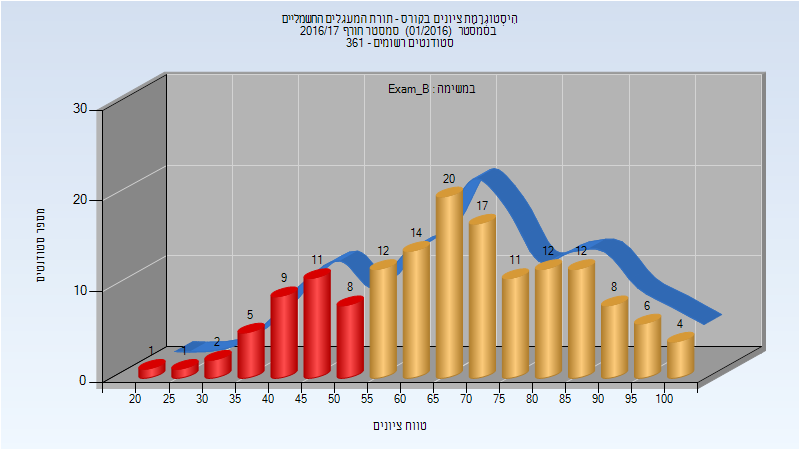 היסטוגרמת ציונים בקורס - תורת המעגלים החשמליים
בסמסטר (01/2016) סמסטר חורף 2016/17
סטודנטים רשומים - 361
במשימה : Exam_B
30
20
10
0
מספר סטודנטים
1 1 2 5 9 11 8 12 14 20 17 11 12 12 8 6 4
20 25 30 35 40 45 50 55 60 65 70 75 80 85 90 95 100
טווח ציונים